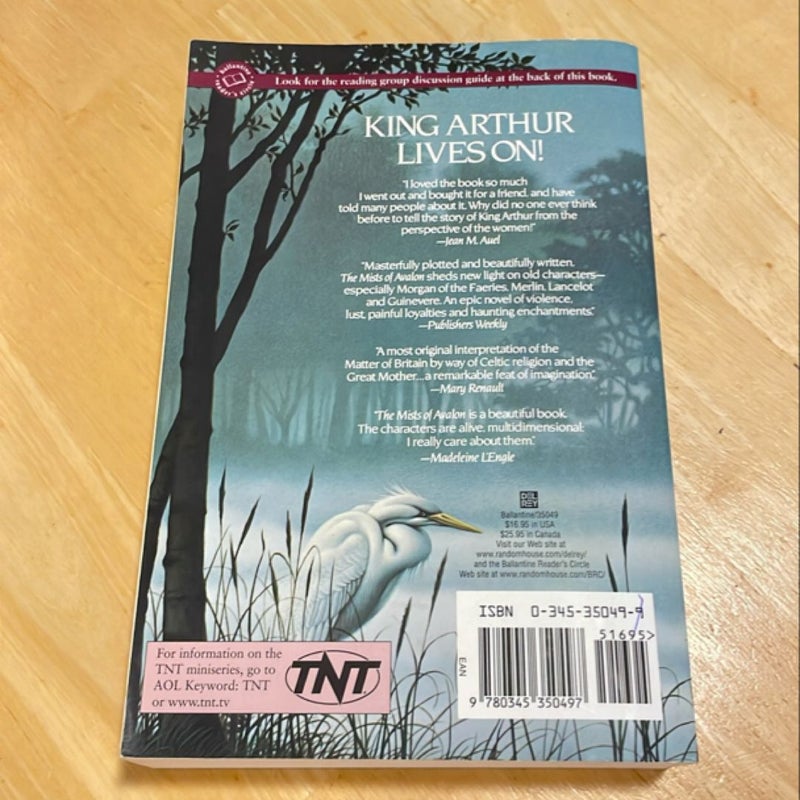 ballantine
reader's circle
Look for the reading group discussion guide at the back of this book.
KING ARTHUR
LIVES ON!
"I loved the book so much
I went out and bought it for a friend, and have
told many people about it. Why did no one ever think
before to tell the story of King Arthur from the
perspective of the women!"
—Jean M. Auel
"Masterfully plotted and beautifully written.
The Mists of Avalon sheds new light on old characters—
especially Morgan of the Faeries, Merlin, Lancelot
and Guinevere. An epic novel of violence,
lust, painful loyalties and haunting enchantments."
—Publishers Weekly
"A most original interpretation of the
Matter of Britain by way of Celtic religion and the
Great Mother...a remarkable feat of imagination."
—Mary Renault
"The Mists of Avalon is a beautiful book.
The characters are alive, multidimensional;
I really care about them."
—Madeleine L'Engle
DEL
REY
Ballantine/35049
$16.95 in USA
$25.95 in Canada
Visit our Web site at
www.randomhouse.com/delrey/
and the Ballantine Reader's Circle
Web site at www.randomhouse.com/BRC/
ISBN 0-345-35049-9
51695>
EAN
9 780345 350497
For information on the
TNT miniseries, go to
AOL Keyword: TNT
or www.tnt.tv
TNT